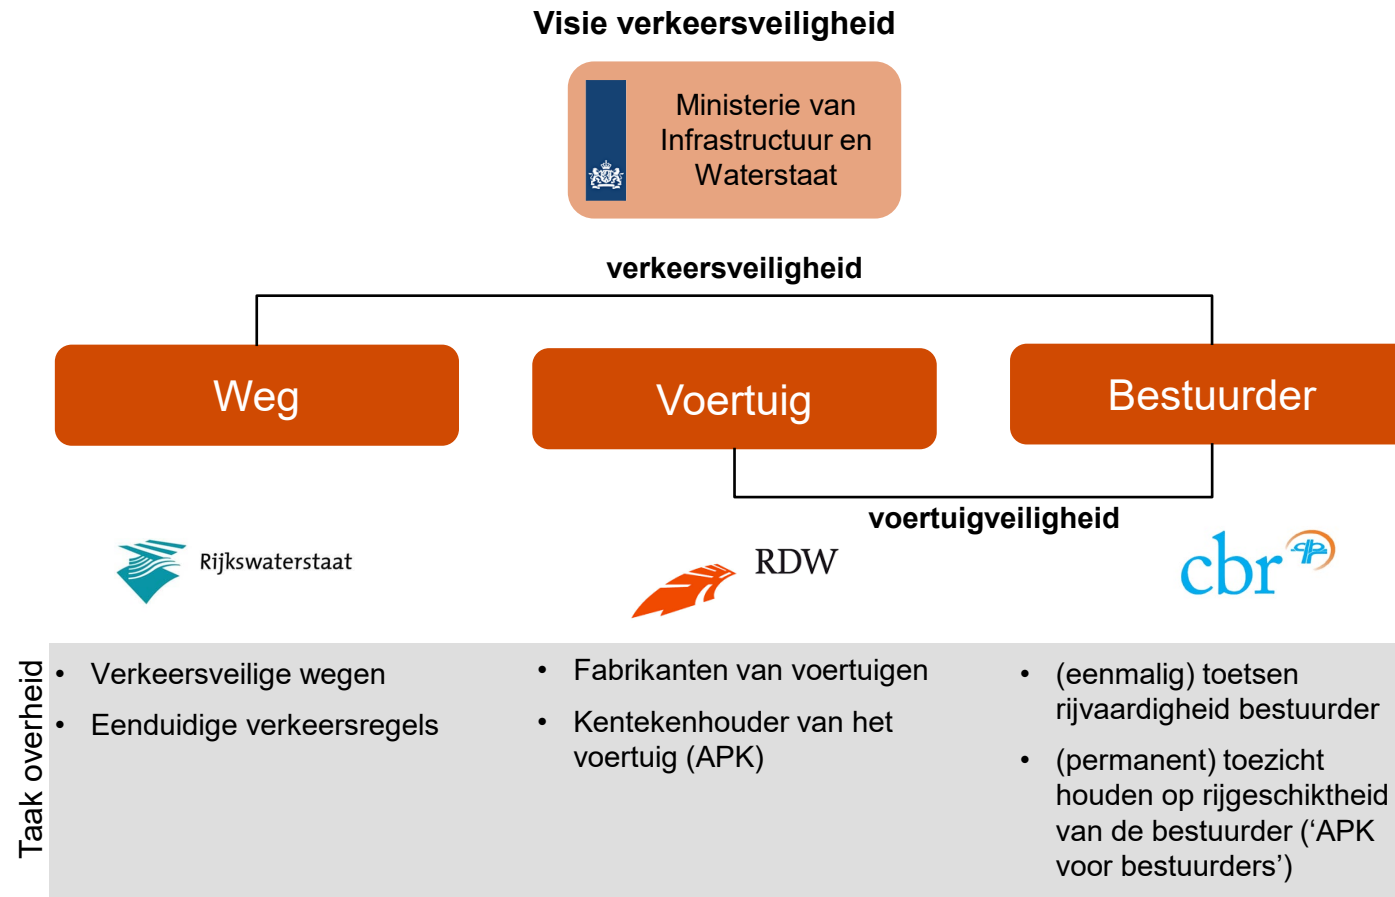 Visie verkeersveiligheid
Ministerie van
Infrastructuur en
Waterstaat
verkeersveiligheid
Weg
Voertuig
Bestuurder
voertuigveiligheid
Rijkswaterstaat
RDW
cbr
Taak overheid
• Verkeersveilige wegen
• Eenduidige verkeersregels
• Fabrikanten van voertuigen
• Kentekenhouder van het
voertuig (APK)
• (eenmalig) toetsen
rijvaardigheid bestuurder
• (permanent) toezicht
houden op rijgeschiktheid
van de bestuurder (‘APK
voor bestuurders’)